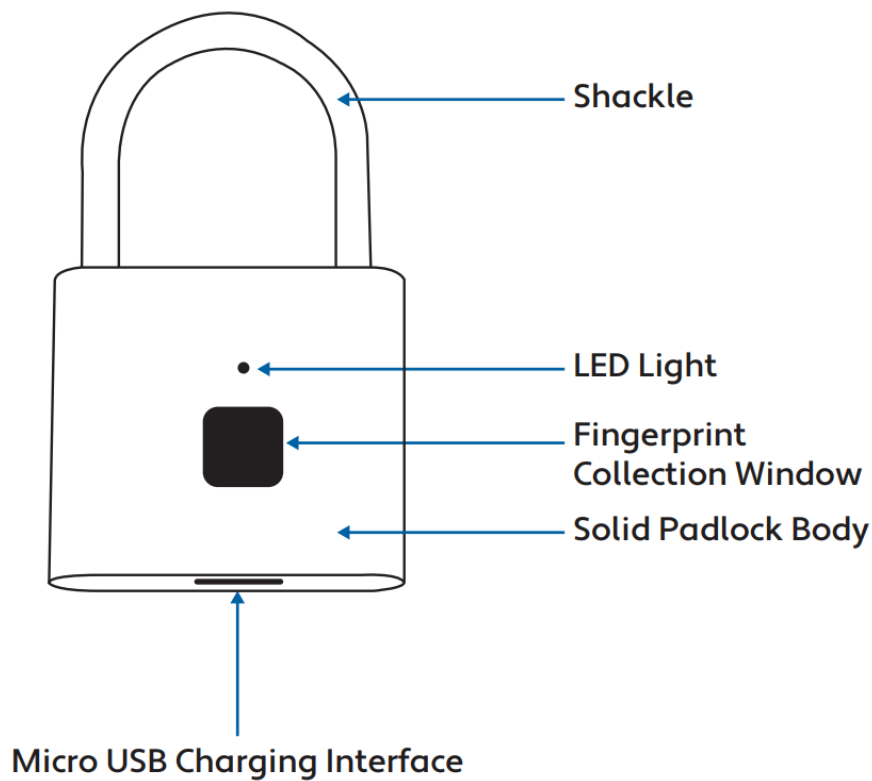 Shackle
LED Light
Fingerprint
Collection Window
Solid Padlock Body
Micro USB Charging Interface